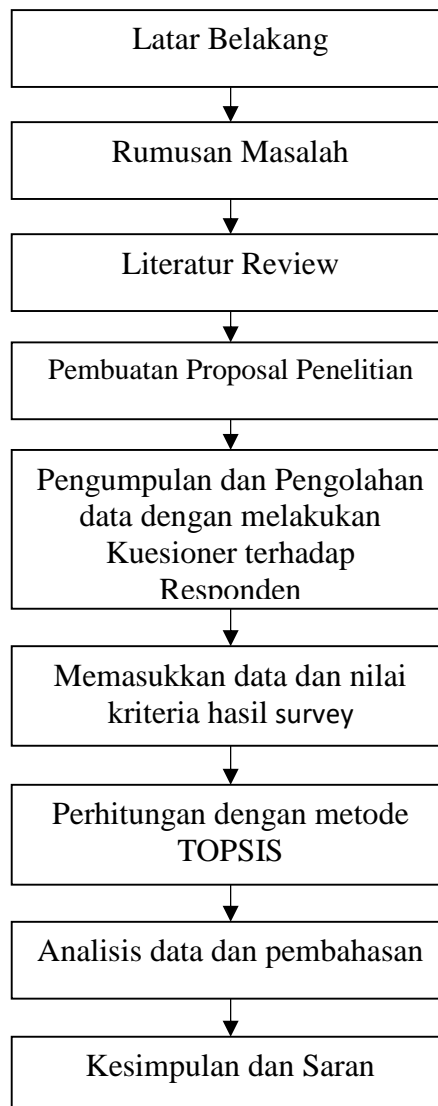 Latar Belakang
Rumusan Masalah
Literatur Review
Pembuatan Proposal Penelitian
Pengumpulan dan Pengolahan
data dengan melakukan
Kuesioner terhadap
Responden
Memasukkan data dan nilai
kriteria hasil survey
Perhitungan dengan metode
TOPSIS
Analisis data dan pembahasan
Kesimpulan dan Saran